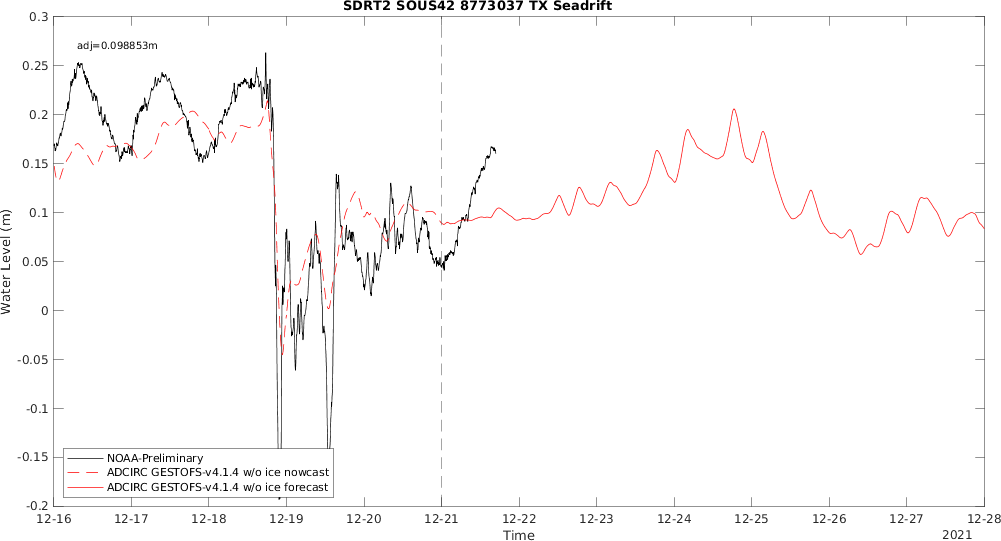 SDRT2 SOUS42 8773037 TX Seadrift
0.3
adj=0.098853m
0.25
0.2
0.15
0.1
0.05
0
-0.05
-0.1
-0.15
-0.2
Water Level (m)
NOAA-Preliminary
ADCIRC GESTOFS-v4.1.4 w/o ice nowcast
ADCIRC GESTOFS-v4.1.4 w/o ice forecast
12-16 12-17 12-18 12-19 12-20 12-21 12-22 12-23 12-24 12-25 12-26 12-27 12-28
Time
2021